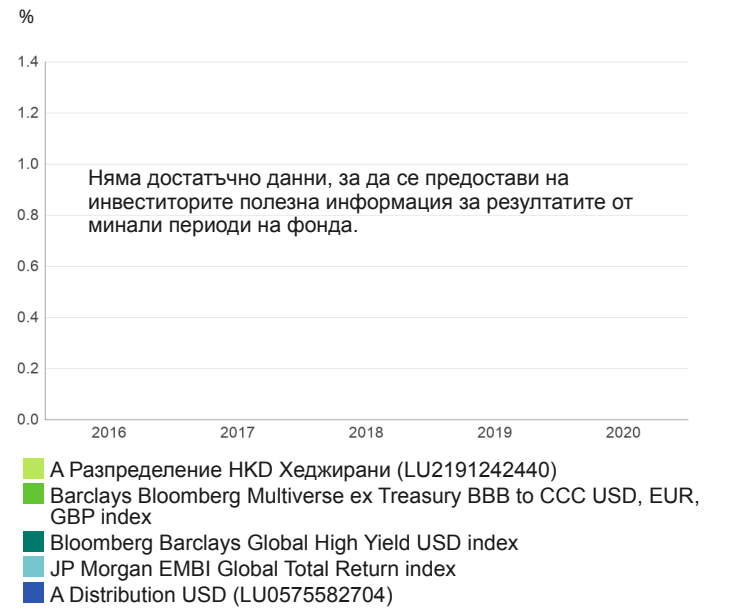 %
1.4
1.2
1.0
Няма достатъчно данни, за да се предостави на
инвеститорите полезна информация за резултатите от
минали периоди на фонда.
0.8
0.6
0.4
0.2
0.0
2016 2017 2018 2019 2020
A Разпределение HKD Хеджирани (LU2191242440)
Barclays Bloomberg Multiverse ex Treasury BBB to CCC USD, EUR,
GBP index
Bloomberg Barclays Global High Yield USD index
JP Morgan EMBI Global Total Return index
A Distribution USD (LU0575582704)